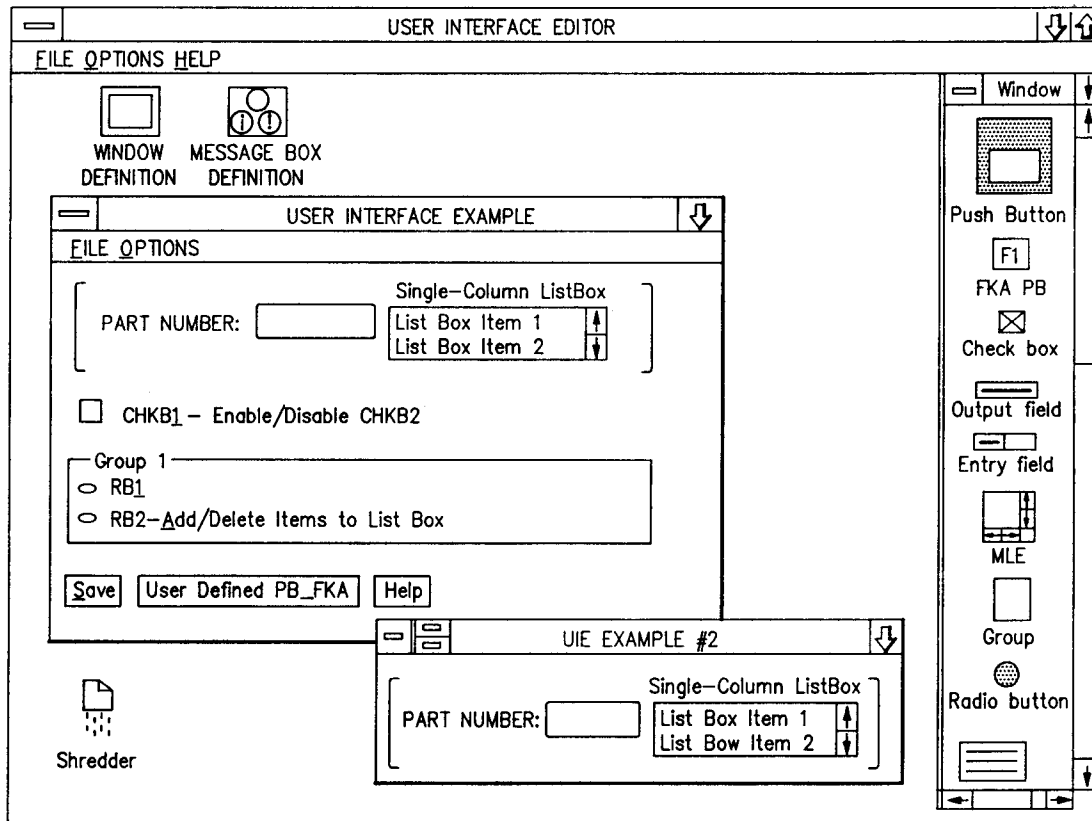 USER INTERFACE EDITOR
FILE OPTIONS HELP
WINDOW DEFINITION
MESSAGE BOX DEFINITION
USER INTERFACE EXAMPLE
FILE OPTIONS
Single-Column ListBox
PART NUMBER:
List Box Item 1
List Box Item 2
CHKB1 - Enable/Disable CHKB2
Group 1
RB1
RB2-Add/Delete Items to List Box
Save
User Defined PB_FKA
Help
UIE EXAMPLE #2
Single-Column ListBox
PART NUMBER:
List Box Item 1
List Bow Item 2
Shredder
Window
Push Button
F1
FKA PB
Check box
Output field
Entry field
MLE
Group
Radio button